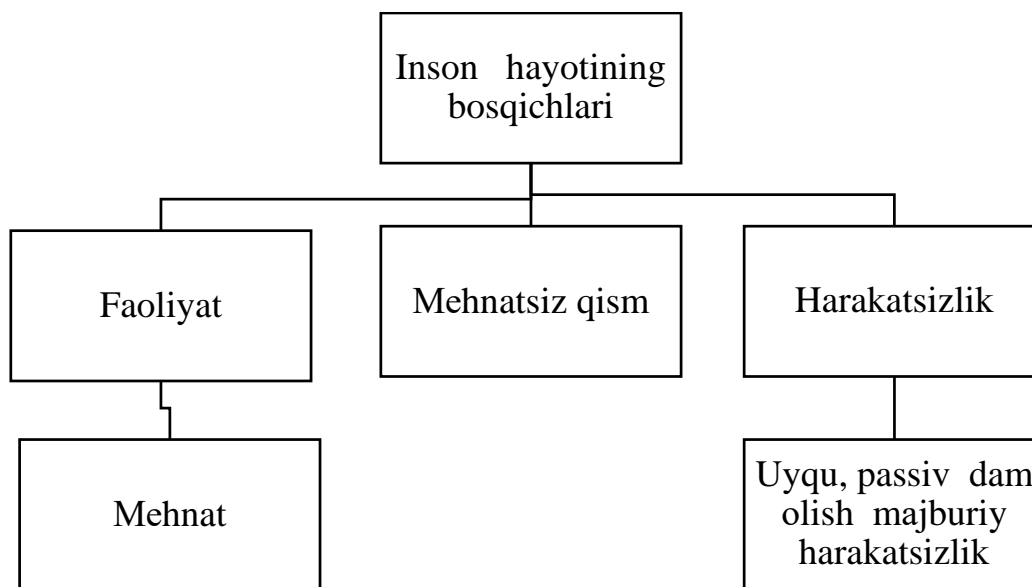 Inson hayotining
bosqichlari
Faoliyat
Mehnatsiz qism
Harakatsizlik
Mehnat
Uyqu, passiv dam
olish majburiy
harakatsizlik